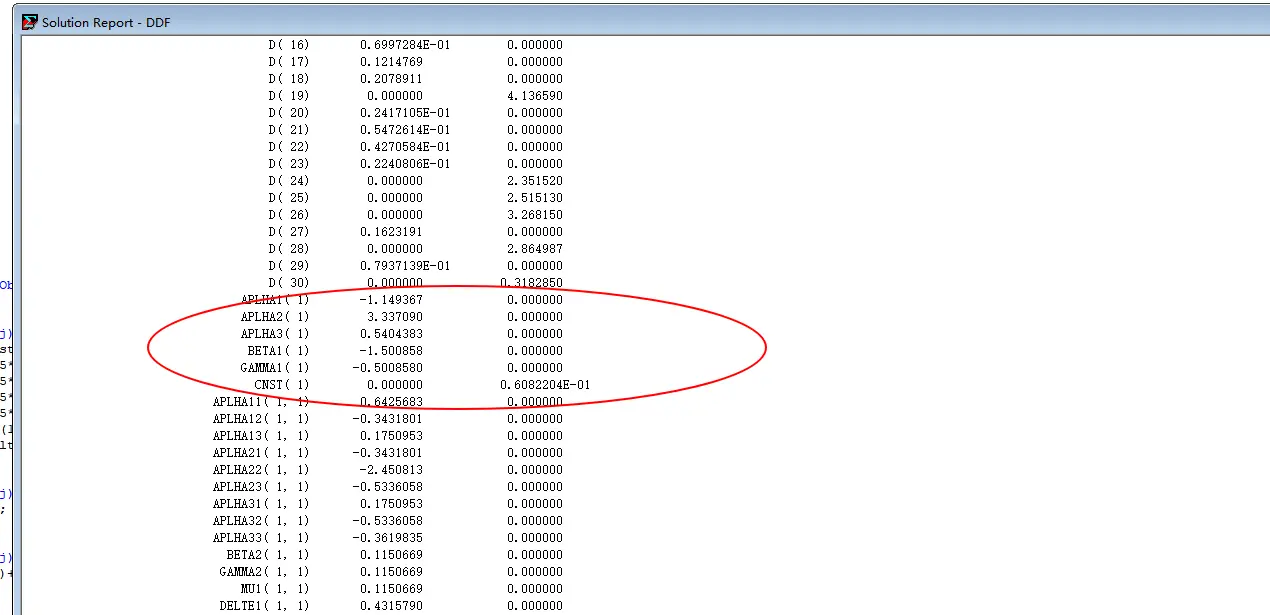 Solution Report - DDF
D( 16) 0.6997284E-01 0.000000
D( 17) 0.1214769 0.000000
D( 18) 0.2078911 0.000000
D( 19) 0.000000 4.136590
D( 20) 0.2417105E-01 0.000000
D( 21) 0.5472614E-01 0.000000
D( 22) 0.4270584E-01 0.000000
D( 23) 0.2240806E-01 0.000000
D( 24) 0.000000 2.351520
D( 25) 0.000000 2.515130
D( 26) 0.000000 3.268150
D( 27) 0.1623191 0.000000
D( 28) 0.000000 2.864987
D( 29) 0.7937139E-01 0.000000
D( 30) 0.000000 0.3182850
APLHA1( 1) -1.149367 0.000000
APLHA2( 1) 3.337090 0.000000
APLHA3( 1) 0.5404383 0.000000
BETA1( 1) -1.500858 0.000000
GAMMA1( 1) -0.5008580 0.000000
CNST( 1) 0.000000 0.6082204E-01
APLHA11( 1, 1) 0.6425683 0.000000
APLHA12( 1, 1) -0.3431801 0.000000
APLHA13( 1, 1) 0.1750953 0.000000
APLHA21( 1, 1) -0.3431801 0.000000
APLHA22( 1, 1) -2.450813 0.000000
APLHA23( 1, 1) -0.5336058 0.000000
APLHA31( 1, 1) 0.1750953 0.000000
APLHA32( 1, 1) -0.5336058 0.000000
APLHA33( 1, 1) -0.3619835 0.000000
BETA2( 1, 1) 0.1150669 0.000000
GAMMA2( 1, 1) 0.1150669 0.000000
MU1( 1, 1) 0.1150669 0.000000
DELTE1( 1, 1) 0.4315790 0.000000